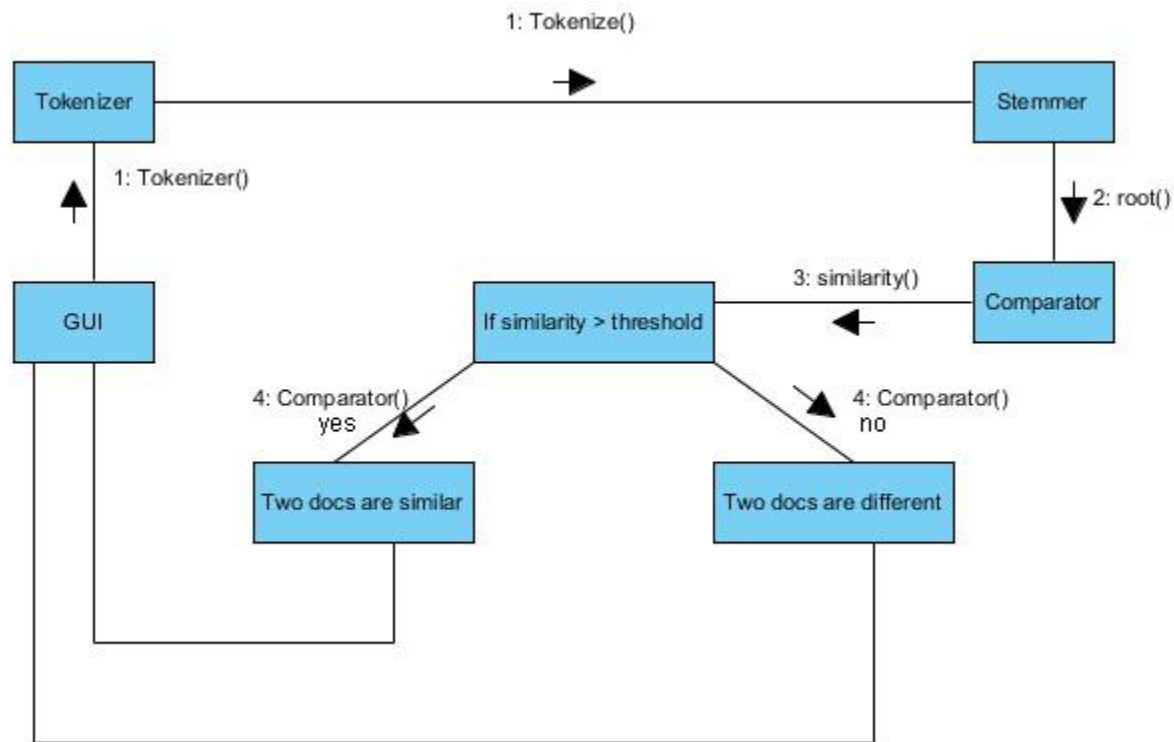 1: Tokenize()
Tokenizer
Stemmer
1: Tokenizer()
2: root()
GUI
If similarity > threshold
3: similarity()
Comparator
4: Comparator()
yes
4: Comparator()
no
Two docs are similar
Two docs are different